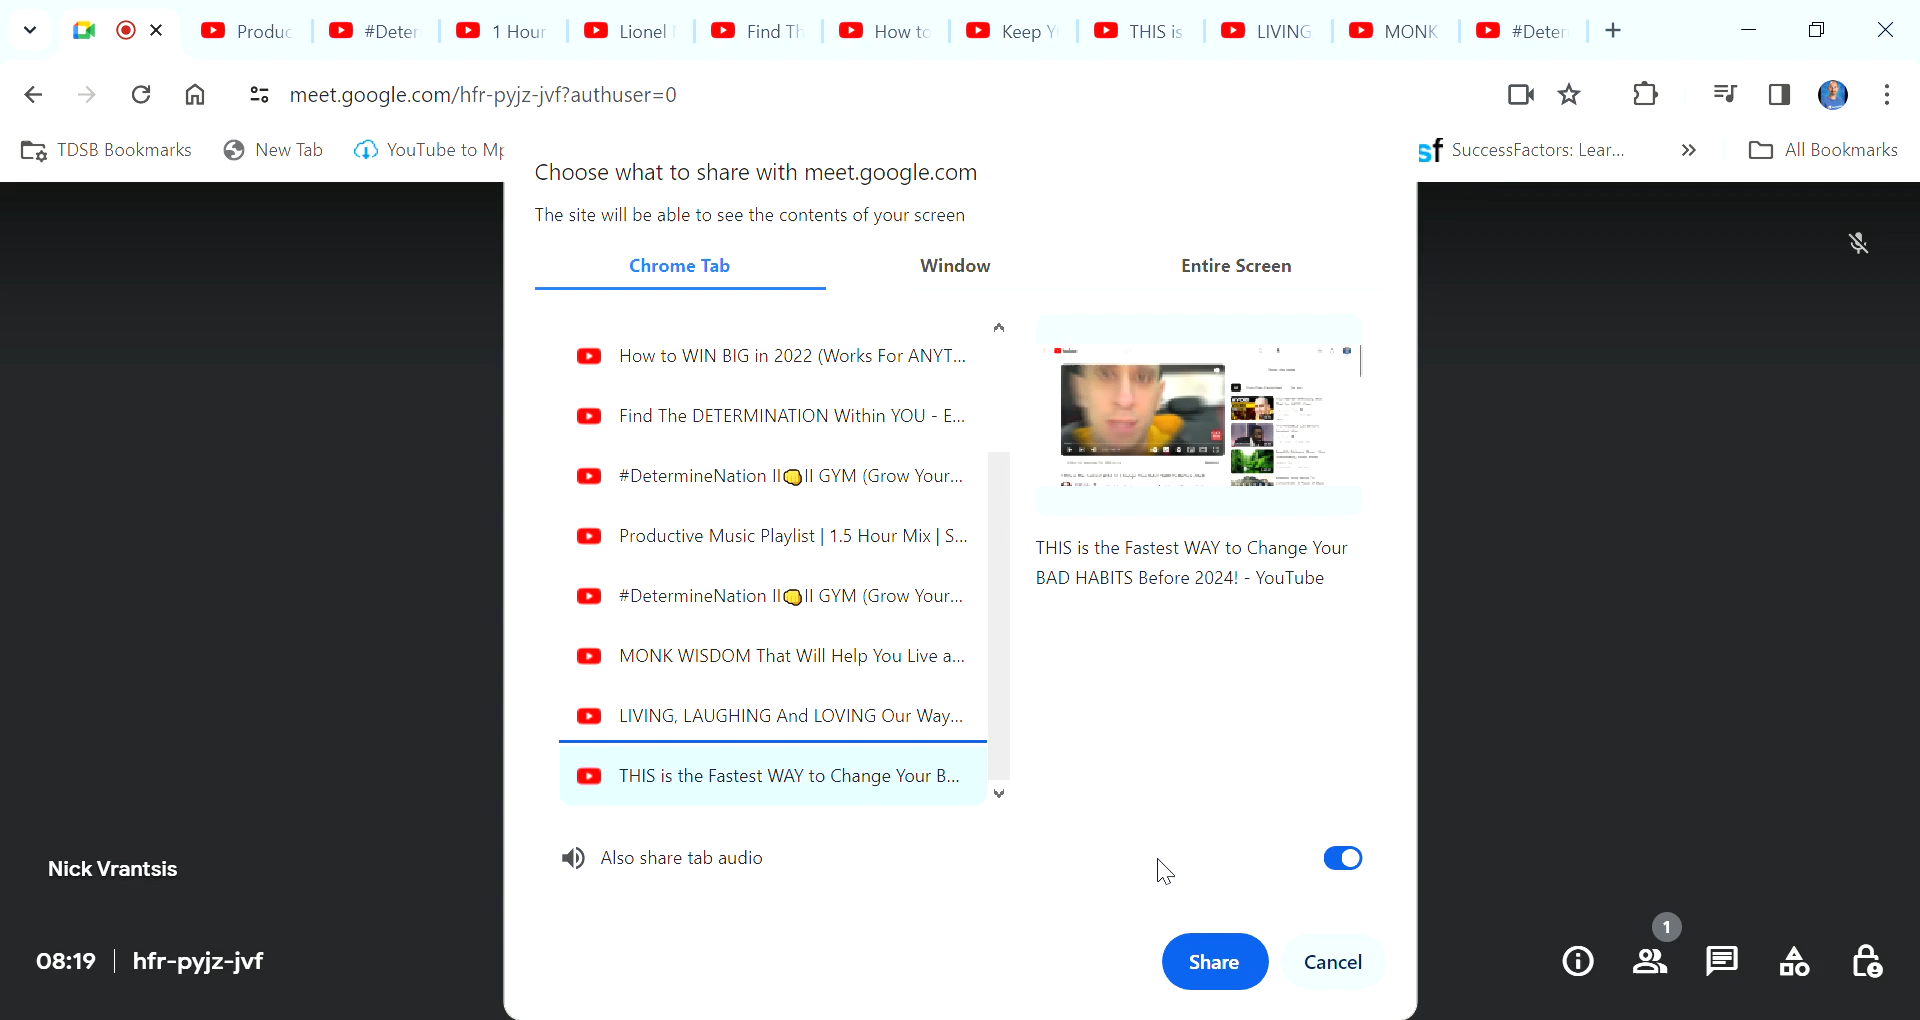 Produc
#Deter
1 Hour
Lionel
Find Th
How to
Keep Y
THIS is
LIVING
MONK
#Deter
meet.google.com/hfr-pyjz-jvf?authuser=0
TDSB Bookmarks
New Tab
YouTube to Mp
sf SuccessFactors: Lear...
All Bookmarks
Choose what to share with meet.google.com
The site will be able to see the contents of your screen
Chrome Tab
Window
Entire Screen
How to WIN BIG in 2022 (Works For ANYT...
Find The DETERMINATION Within YOU - E...
#DetermineNation II👊II GYM (Grow Your...
Productive Music Playlist | 1.5 Hour Mix | S...
#DetermineNation II👊II GYM (Grow Your...
MONK WISDOM That Will Help You Live a...
LIVING, LAUGHING And LOVING Our Way...
THIS is the Fastest WAY to Change Your B...
THIS is the Fastest WAY to Change Your
BAD HABITS Before 2024! - YouTube
Also share tab audio
Share
Cancel
Nick Vrantsis
08:19 | hfr-pyjz-jvf
1